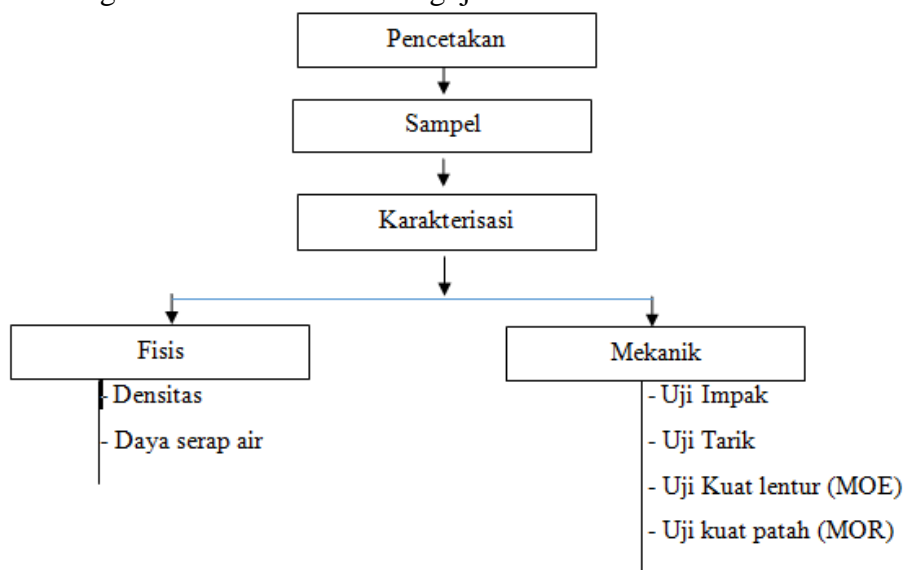 Pencetakan
Sampel
Karakterisasi
Fisis
- Densitas
- Daya serap air
Mekanik
- Uji Impak
- Uji Tarik
- Uji Kuat lentur (MOE)
- Uji kuat patah (MOR)